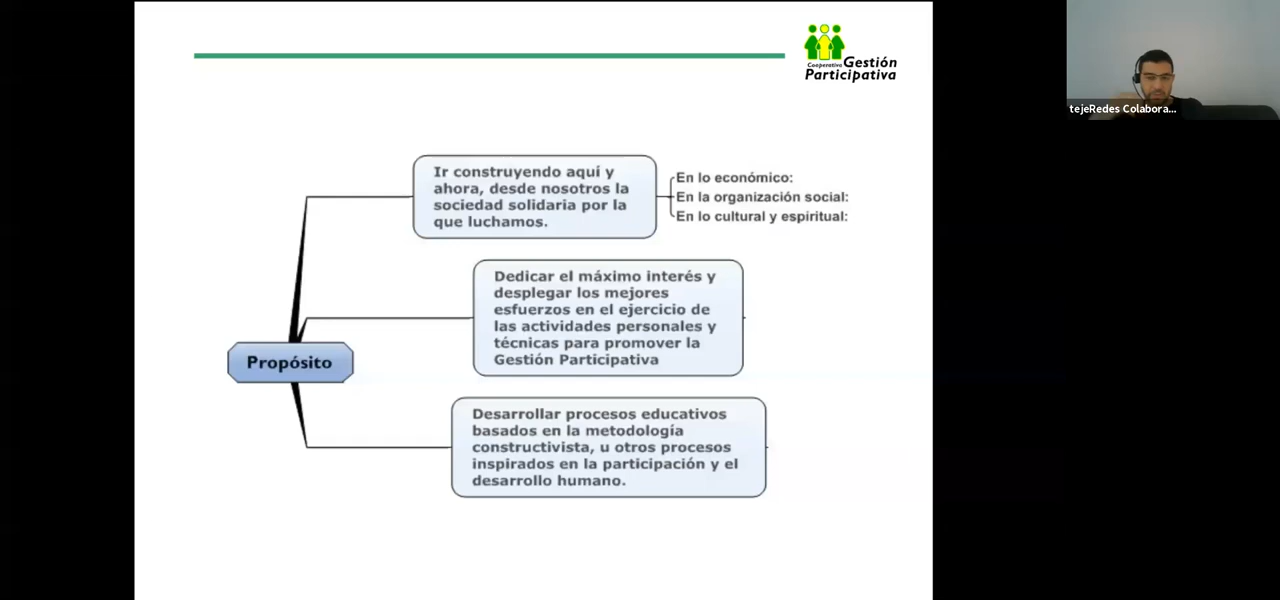 Cooperativa Gestión
Participativa
tejeRedes Colabora...
Ir construyendo aquí y
ahora, desde nosotros la
sociedad solidaria por la
que luchamos.
En lo económico:
En la organización social:
En lo cultural y espiritual:
Dedicar el máximo interés y
desplegar los mejores
esfuerzos en el ejercicio de
las actividades personales y
técnicas para promover la
Gestión Participativa
Propósito
Desarrollar procesos educativos
basados en la metodología
constructivista, u otros procesos
inspirados en la participación y el
desarrollo humano.